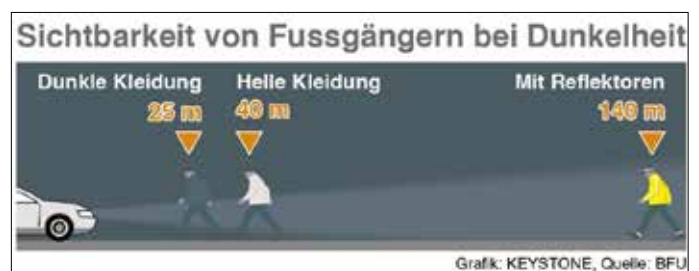 Sichtbarkeit von Fussgängern bei Dunkelheit
Dunkle Kleidung Helle Kleidung Mit Reflektoren
25 m 40 m 140 m
Grafik: KEYSTONE, Quelle: BFU